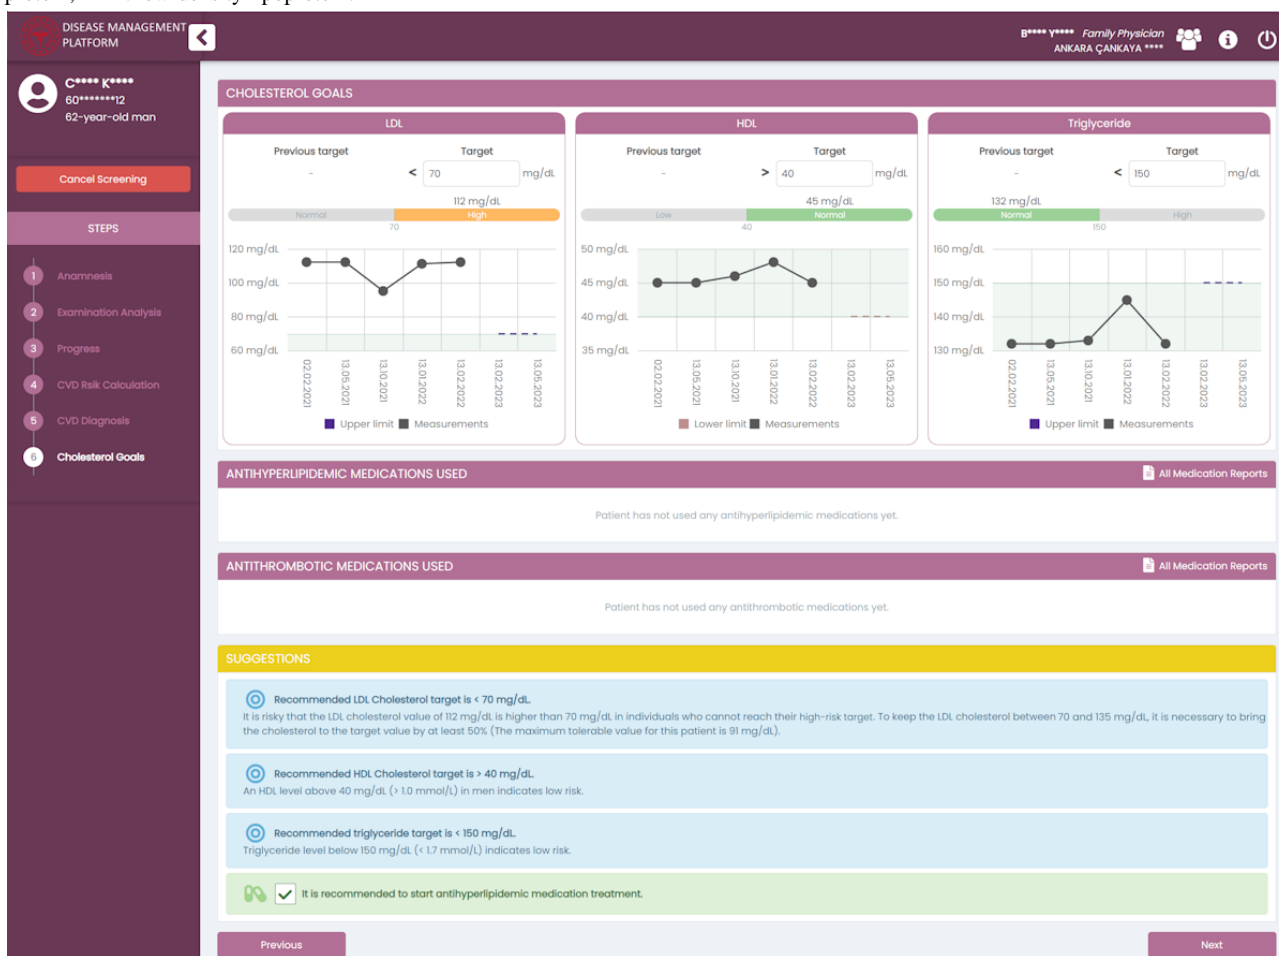 DISEASE MANAGEMENT
PLATFORM
B**** Y**** Family Physician
ANKARA ÇANKAYA ****
C**** K****
60*******12
62-year-old man
Cancel Screening
STEPS
1 Anamnesis
2 Examination Analysis
3 Progress
4 CVD Rsik Calculation
5 CVD Diagnosis
6 Cholesterol Goals
CHOLESTEROL GOALS
LDL
Previous target Target
- < 70 mg/dL
112 mg/dL
Normal High
70
120 mg/dL
100 mg/dL
80 mg/dL
60 mg/dL
02.02.2021 13.05.2021 13.10.2021 13.01.2022 13.02.2022 13.02.2023 13.05.2023
Upper limit Measurements
HDL
Previous target Target
- > 40 mg/dL
45 mg/dL
Low Normal
40
50 mg/dL
45 mg/dL
40 mg/dL
35 mg/dL
02.02.2021 13.05.2021 13.10.2021 13.01.2022 13.02.2022 13.02.2023 13.05.2023
Lower limit Measurements
Triglyceride
Previous target Target
- < 150 mg/dL
132 mg/dL
Normal High
150
160 mg/dL
150 mg/dL
140 mg/dL
130 mg/dL
02.02.2021 13.05.2021 13.10.2021 13.01.2022 13.02.2022 13.02.2023 13.05.2023
Upper limit Measurements
ANTIHYPERLIPIDEMIC MEDICATIONS USED All Medication Reports
Patient has not used any antihyperlipidemic medications yet.
ANTITHROMBOTIC MEDICATIONS USED All Medication Reports
Patient has not used any antithrombotic medications yet.
SUGGESTIONS
Recommended LDL Cholesterol target is < 70 mg/dL.
It is risky that the LDL cholesterol value of 112 mg/dL is higher than 70 mg/dL in individuals who cannot reach their high-risk target. To keep the LDL cholesterol between 70 and 135 mg/dL, it is necessary to bring
the cholesterol to the target value by at least 50% (The maximum tolerable value for this patient is 91 mg/dL).
Recommended HDL Cholesterol target is > 40 mg/dL.
An HDL level above 40 mg/dL (> 1.0 mmol/L) in men indicates low risk.
Recommended triglyceride target is < 150 mg/dL.
Triglyceride level below 150 mg/dL (< 1.7 mmol/L) indicates low risk.
It is recommended to start antihyperlipidemic medication treatment.
Previous Next